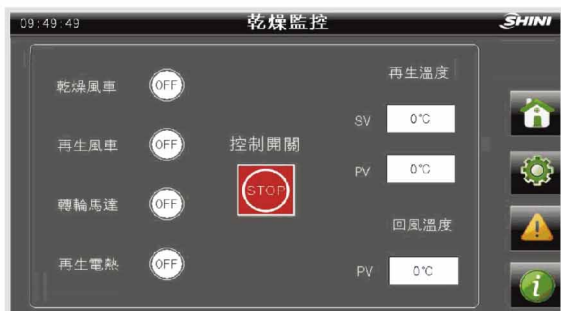 09:49:49 乾燥監控 SHINI
乾燥風車 OFF
再生風車 OFF
轉輪馬達 OFF
再生電熱 OFF
控制開關
STOP
再生溫度
SV 0℃
PV 0℃
回風溫度
PV 0℃